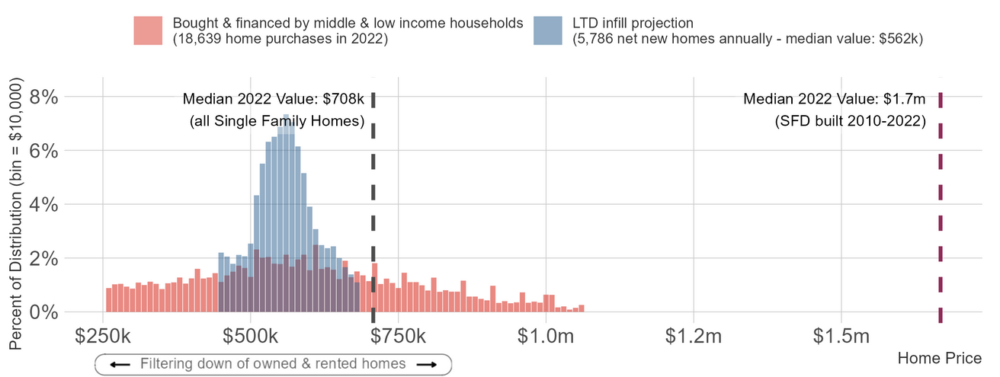 Bought & financed by middle & low income households
(18,639 home purchases in 2022)
LTD infill projection
(5,786 net new homes annually - median value: $562k)
Percent of Distribution (bin = $10,000)
8%
6%
4%
2%
0%
Median 2022 Value: $708k
(all Single Family Homes)
Median 2022 Value: $1.7m
(SFD built 2010-2022)
$250k
$500k
$750k
$1.0m
$1.2m
$1.5m
Home Price
Filtering down of owned & rented homes